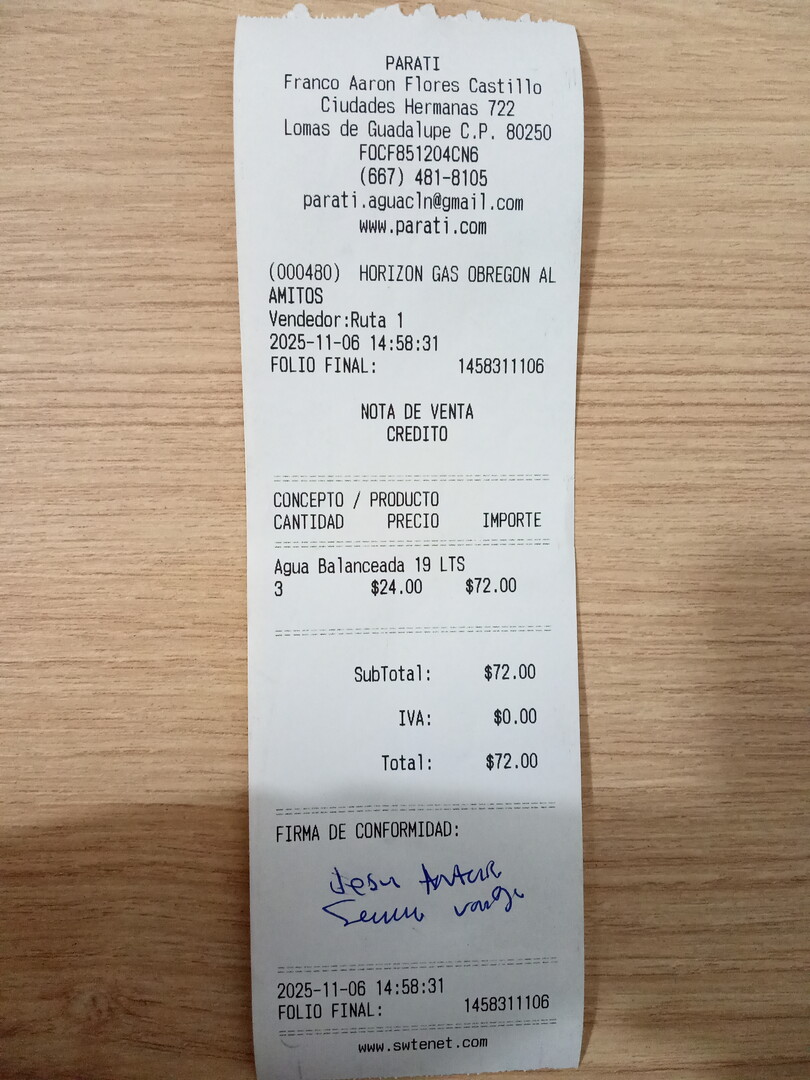 PARATI
Franco Aaron Flores Castillo
Ciudades Hermanas 722
Lomas de Guadalupe C.P. 80250
FOCF851204CN6
(667) 481-8105
parati.aguacln@gmail.com
www.parati.com
(000480) HORIZON GAS OBREGON AL
AMITOS
Vendedor:Ruta 1
2025-11-06 14:58:31
FOLIO FINAL: 1458311106
NOTA DE VENTA
CREDITO
CONCEPTO / PRODUCTO
CANTIDAD PRECIO IMPORTE
Agua Balanceada 19 LTS
3 $24.00 $72.00
SubTotal: $72.00
IVA: $0.00
Total: $72.00
FIRMA DE CONFORMIDAD:
2025-11-06 14:58:31
FOLIO FINAL: 1458311106
www.swtenet.com